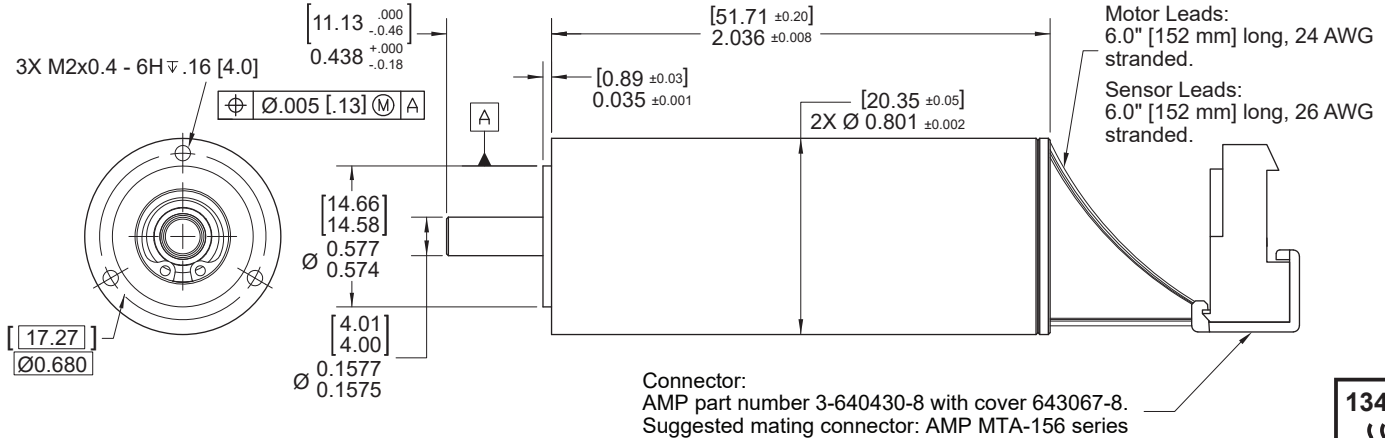 [11.13 .000 -.0.46]
0.438 +.000 -.0.18
3X M2x0.4 - 6H ↧ .16 [4.0]
⌖ Ø.005 [.13] Ⓜ A
A
[51.71 ±0.20]
2.036 ±0.008
[0.89 ±0.03]
0.035 ±0.001
[20.35 ±0.05]
2X Ø 0.801 ±0.002
Motor Leads:
6.0" [152 mm] long, 24 AWG
stranded.
Sensor Leads:
6.0" [152 mm] long, 26 AWG
stranded.
[14.66
14.58]
Ø 0.577
0.574
[4.01
4.00]
Ø 0.1577
0.1575
[17.27]
Ø0.680
Connector:
AMP part number 3-640430-8 with cover 643067-8.
Suggested mating connector: AMP MTA-156 series